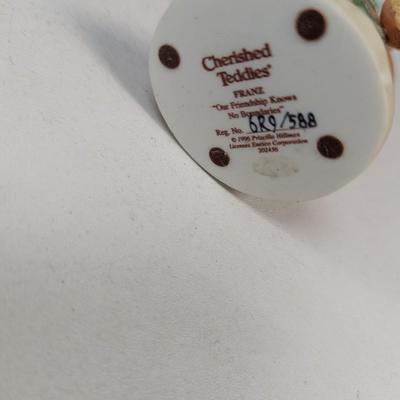 Cherished
Teddies®
FRANZ
"Our Friendship Knows
No Boundaries"
Reg. No. 6R9/588
© 1996 Priscilla Hillman
Licensee Enesco Corporation
202436